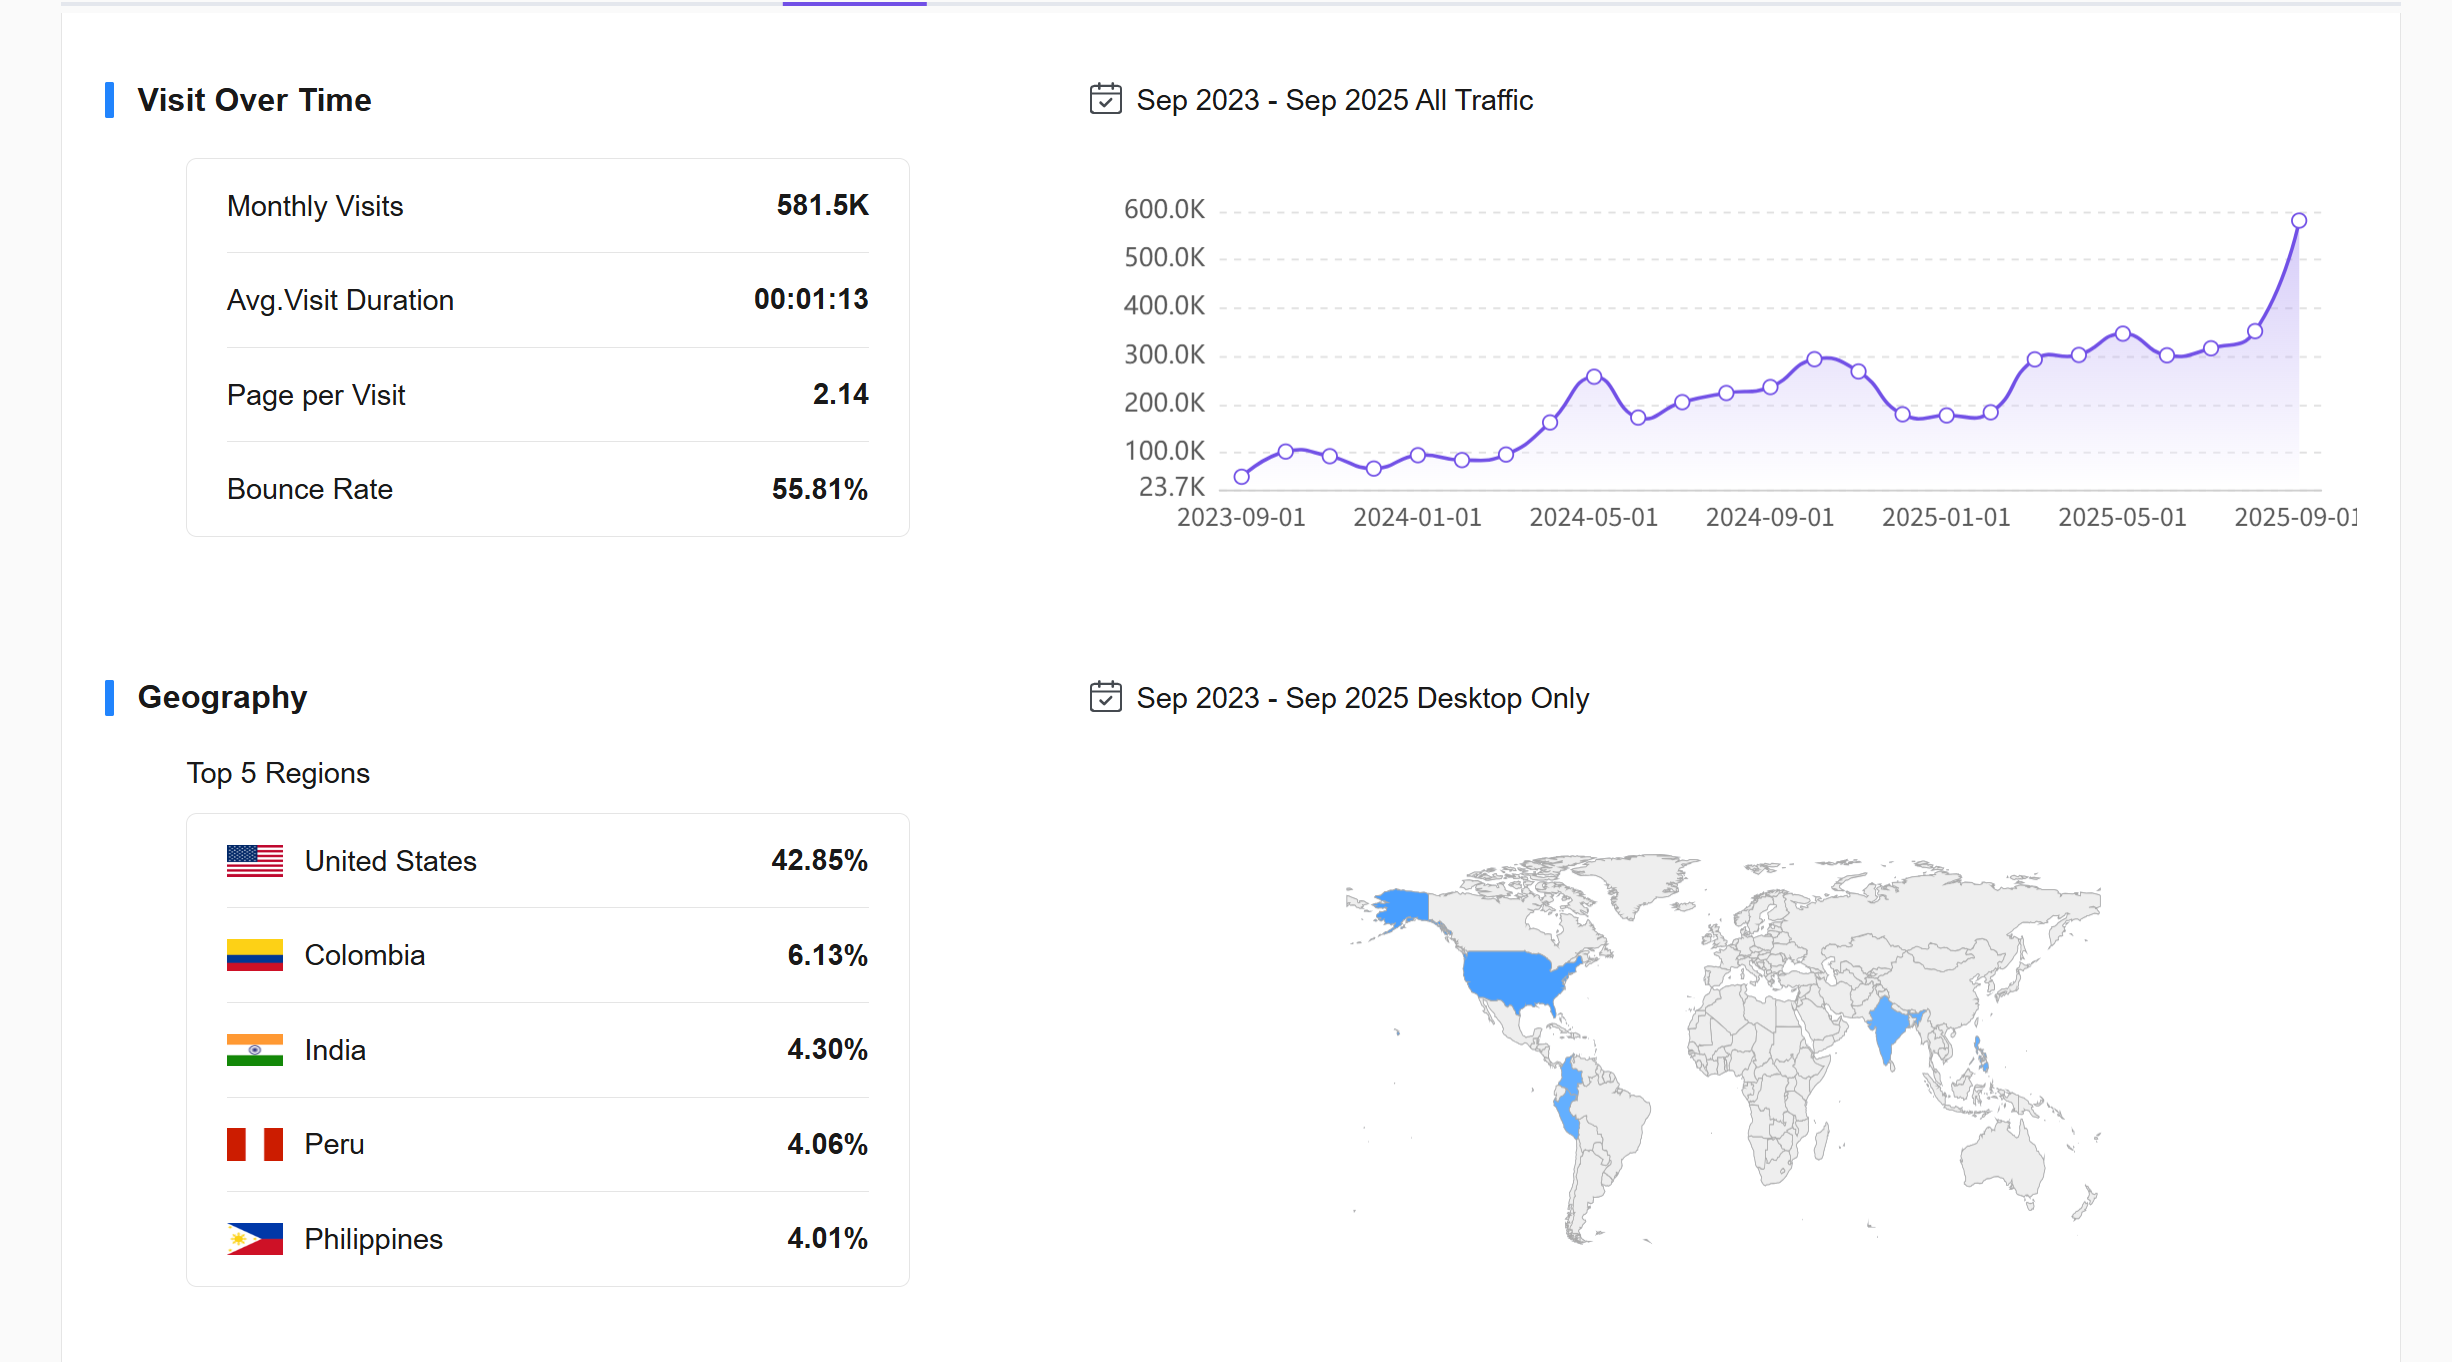 Visit Over Time
Sep 2023 - Sep 2025 All Traffic
Monthly Visits 581.5K
Avg.Visit Duration 00:01:13
Page per Visit 2.14
Bounce Rate 55.81%
600.0K
500.0K
400.0K
300.0K
200.0K
100.0K
23.7K
2023-09-01 2024-01-01 2024-05-01 2024-09-01 2025-01-01 2025-05-01 2025-09-01
Geography
Sep 2023 - Sep 2025 Desktop Only
Top 5 Regions
United States 42.85%
Colombia 6.13%
India 4.30%
Peru 4.06%
Philippines 4.01%